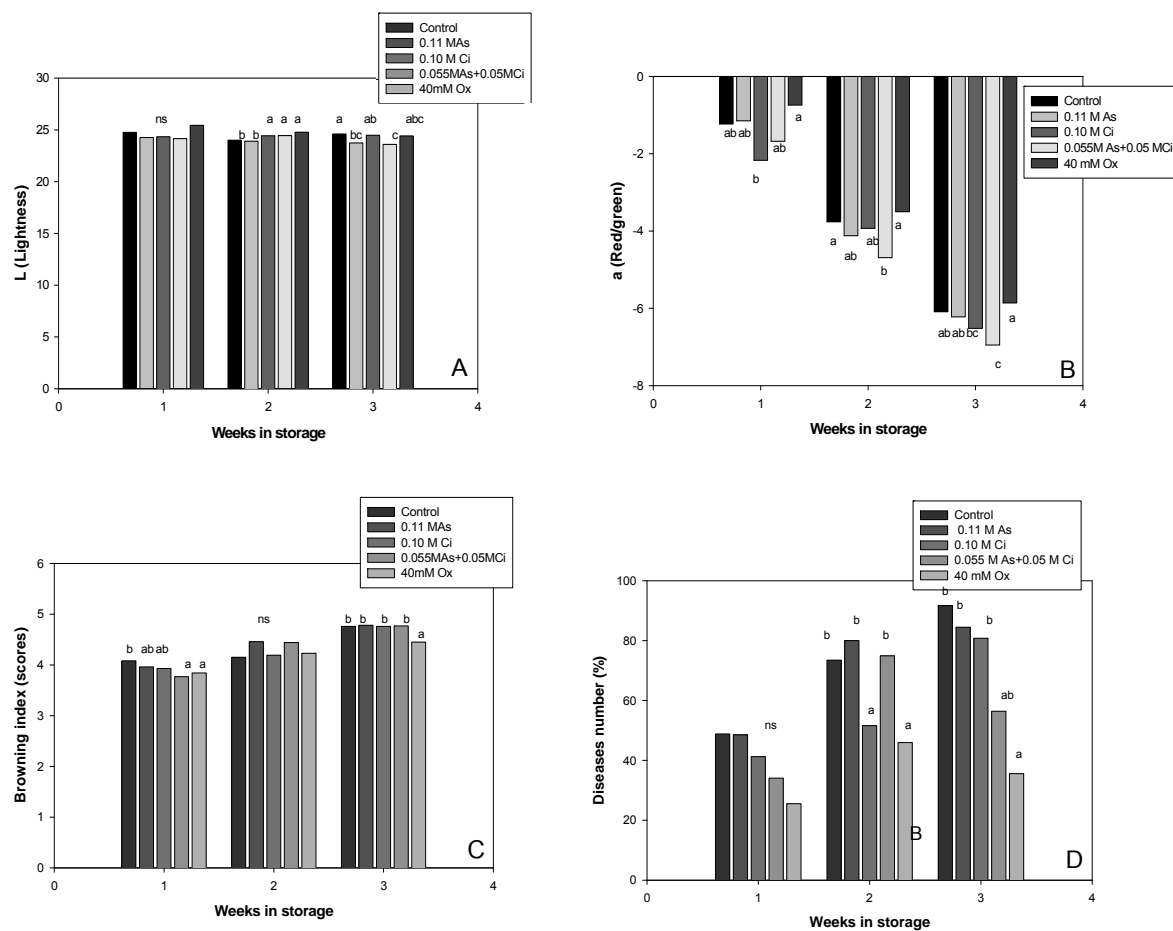 Control
0.11 MAs
0.10 M Ci
0.055MAs+0.05MCi
40mM Ox
30
25
20
15
10
5
0
L (Lightness)
ns
b b a a a
a bc ab c abc
A
0 1 2 3 4
Weeks in storage
Control
0.11 M As
0.10 M Ci
0.055M As+0.05 MCi
40 mM Ox
0
-2
-4
-6
-8
a (Red/green)
ab ab b ab a
a ab ab b a
ab ab bc c a
B
0 1 2 3 4
Weeks in storage
Control
0.11 MAs
0.10 M Ci
0.055MAs+0.05MCi
40mM Ox
6
5
4
3
2
1
0
Browning index (scores)
b ab ab a a
ns
b b b b a
C
0 1 2 3 4
Weeks in storage
Control
0.11 M As
0.10 M Ci
0.055 M As+0.05 M Ci
40 mM Ox
100
80
60
40
20
0
Diseases number (%)
ns
b b a b a
b b b ab a
B
D
0 1 2 3 4
Weeks in storage